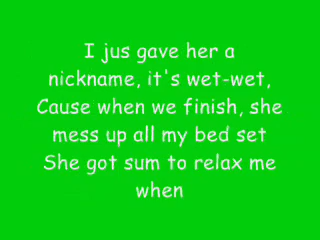 I jus gave her a
nickname, it's wet-wet,
Cause when we finish, she
mess up all my bed set
She got sum to relax me
when